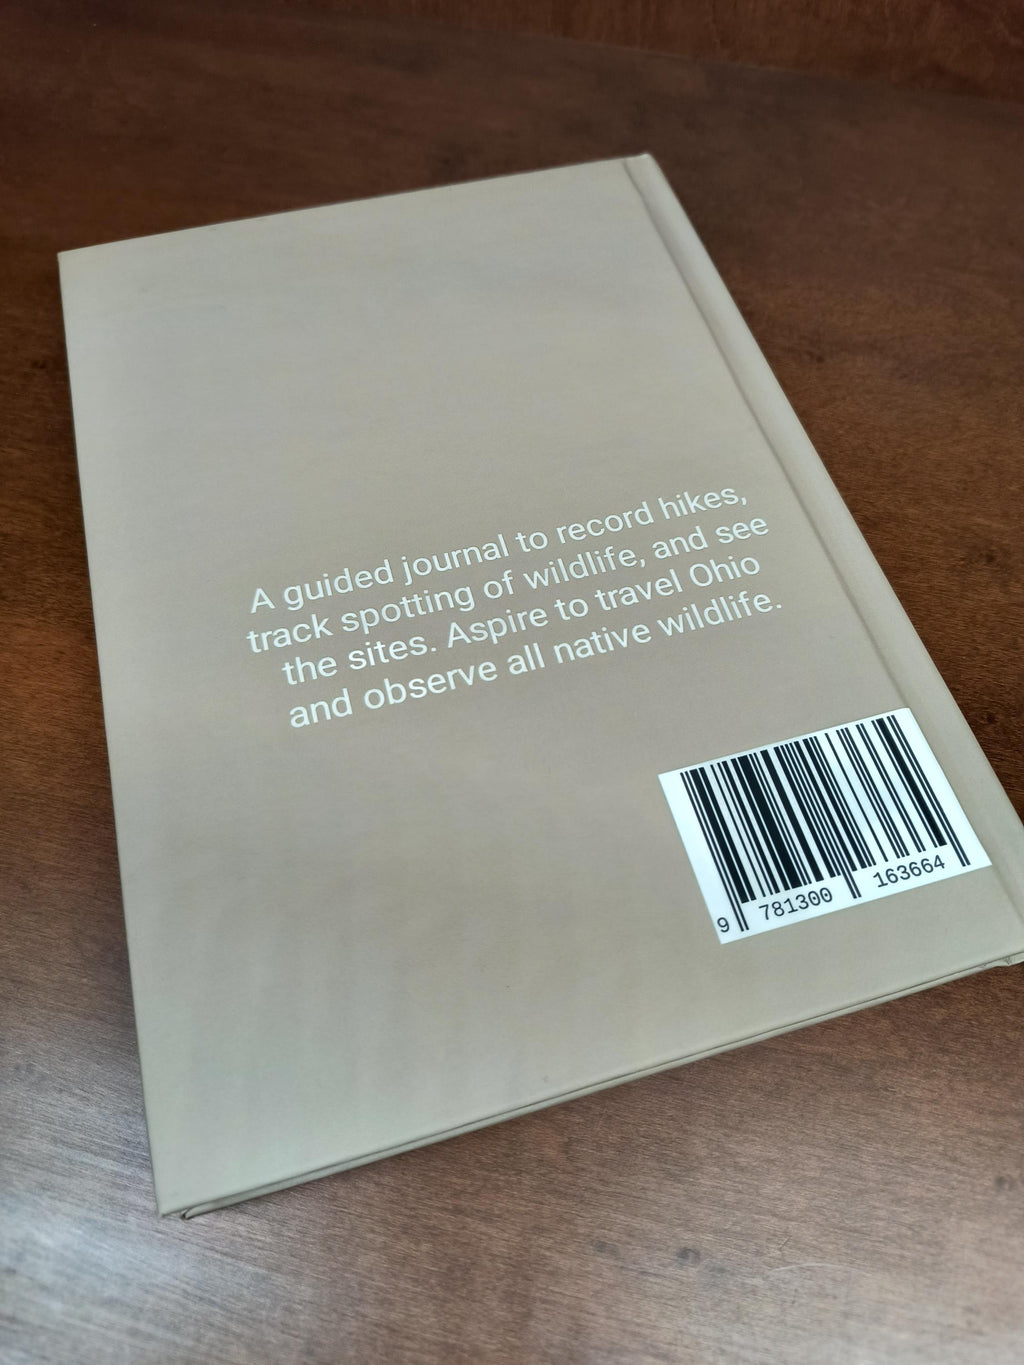 A guided journal to record hikes,
track spotting of wildlife, and see
the sites. Aspire to travel Ohio
and observe all native wildlife.
9 781300 163664